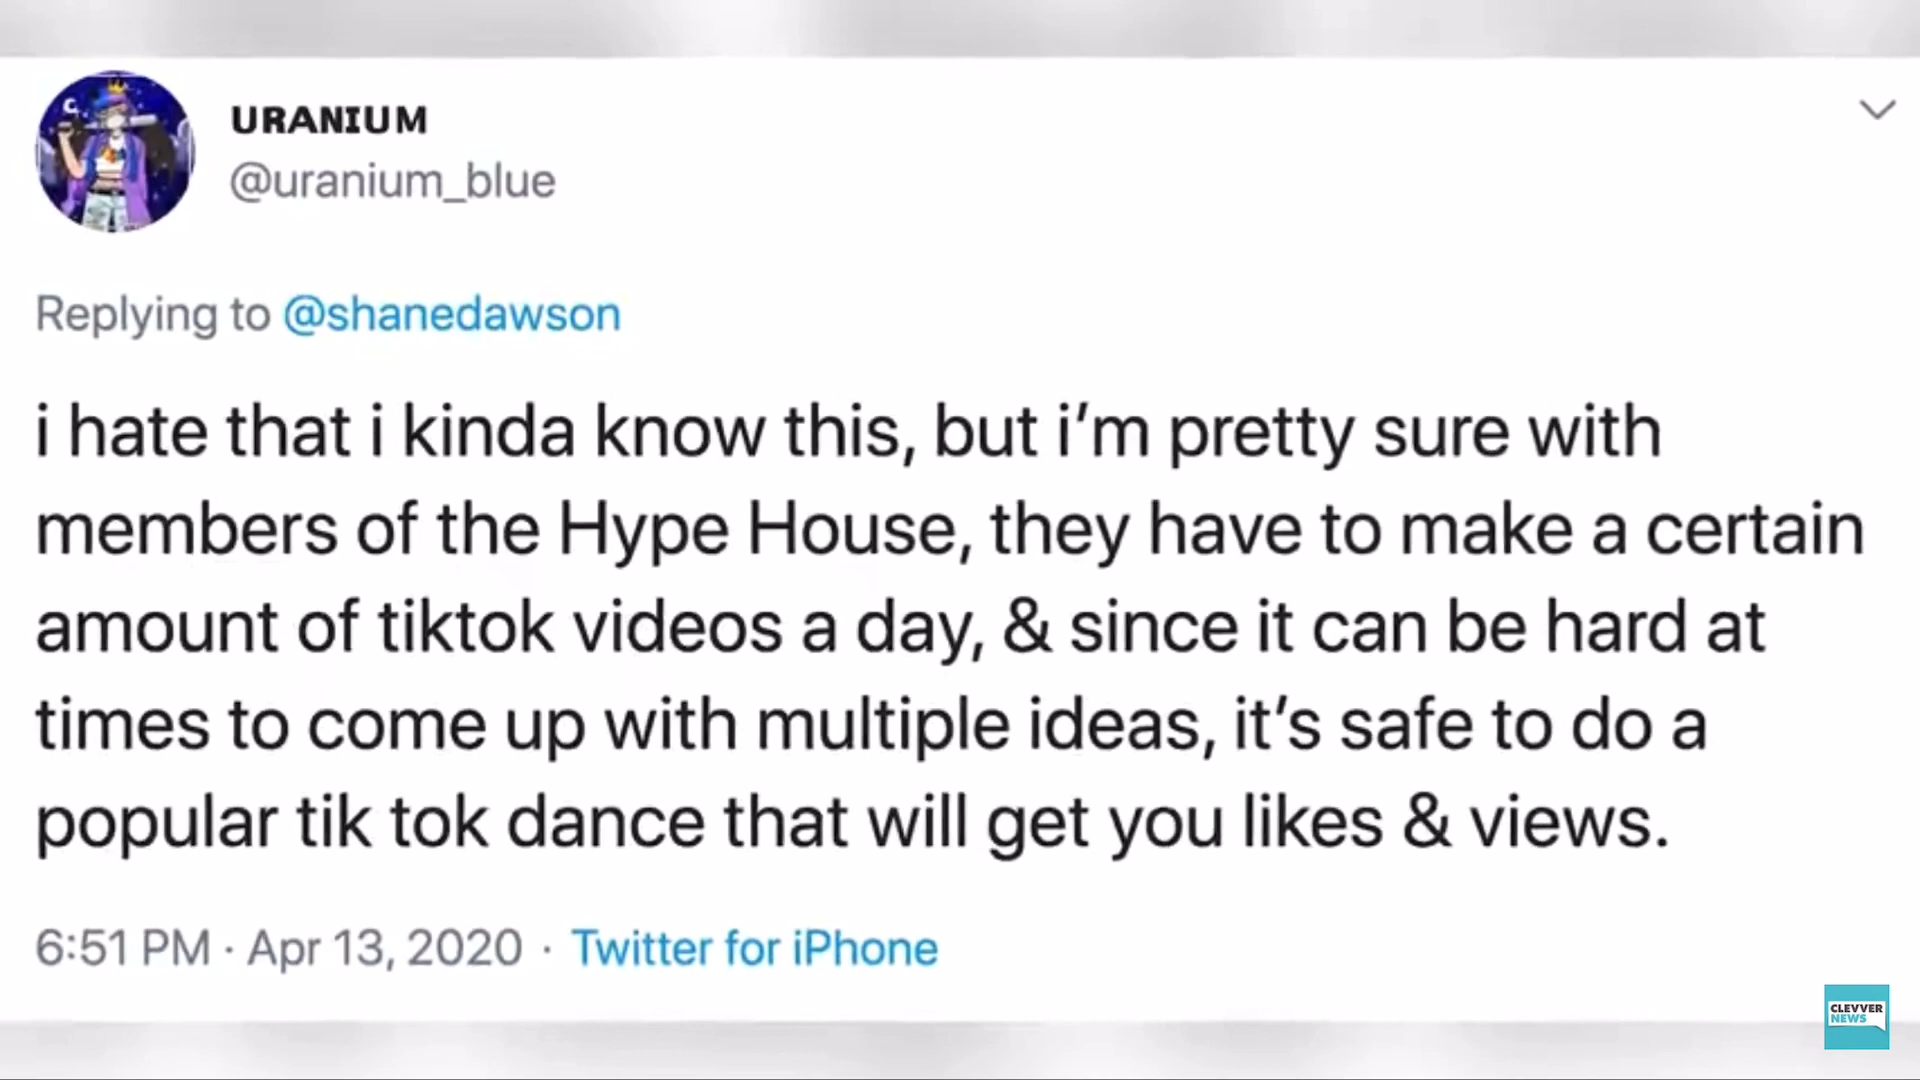 URANIUM
@uranium_blue
Replying to @shanedawson
i hate that i kinda know this, but i’m pretty sure with
members of the Hype House, they have to make a certain
amount of tiktok videos a day, & since it can be hard at
times to come up with multiple ideas, it’s safe to do a
popular tik tok dance that will get you likes & views.
6:51 PM · Apr 13, 2020 · Twitter for iPhone
CLEVVER
NEWS